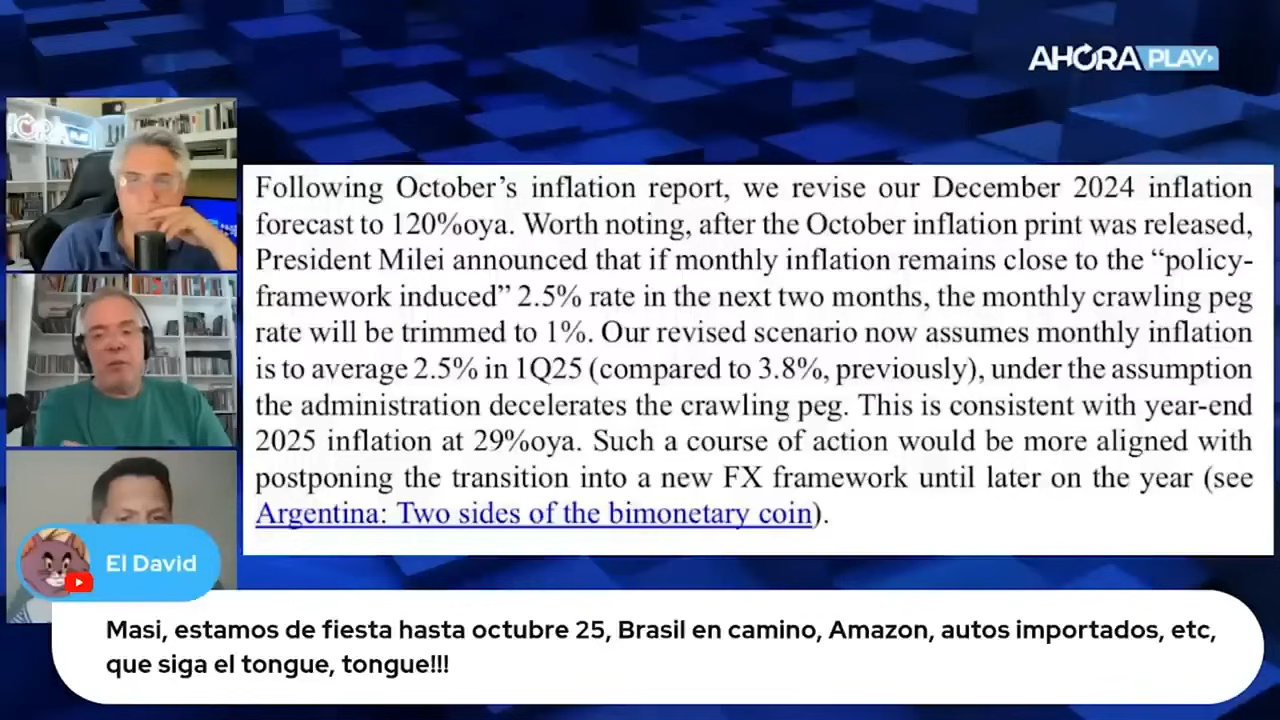 AHORA PLAY
Following October’s inflation report, we revise our December 2024 inflation
forecast to 120%oya. Worth noting, after the October inflation print was released,
President Milei announced that if monthly inflation remains close to the “policy-
framework induced” 2.5% rate in the next two months, the monthly crawling peg
rate will be trimmed to 1%. Our revised scenario now assumes monthly inflation
is to average 2.5% in 1Q25 (compared to 3.8%, previously), under the assumption
the administration decelerates the crawling peg. This is consistent with year-end
2025 inflation at 29%oya. Such a course of action would be more aligned with
postponing the transition into a new FX framework until later on the year (see
Argentina: Two sides of the bimonetary coin).
El David
Masi, estamos de fiesta hasta octubre 25, Brasil en camino, Amazon, autos importados, etc,
que siga el tongue, tongue!!!